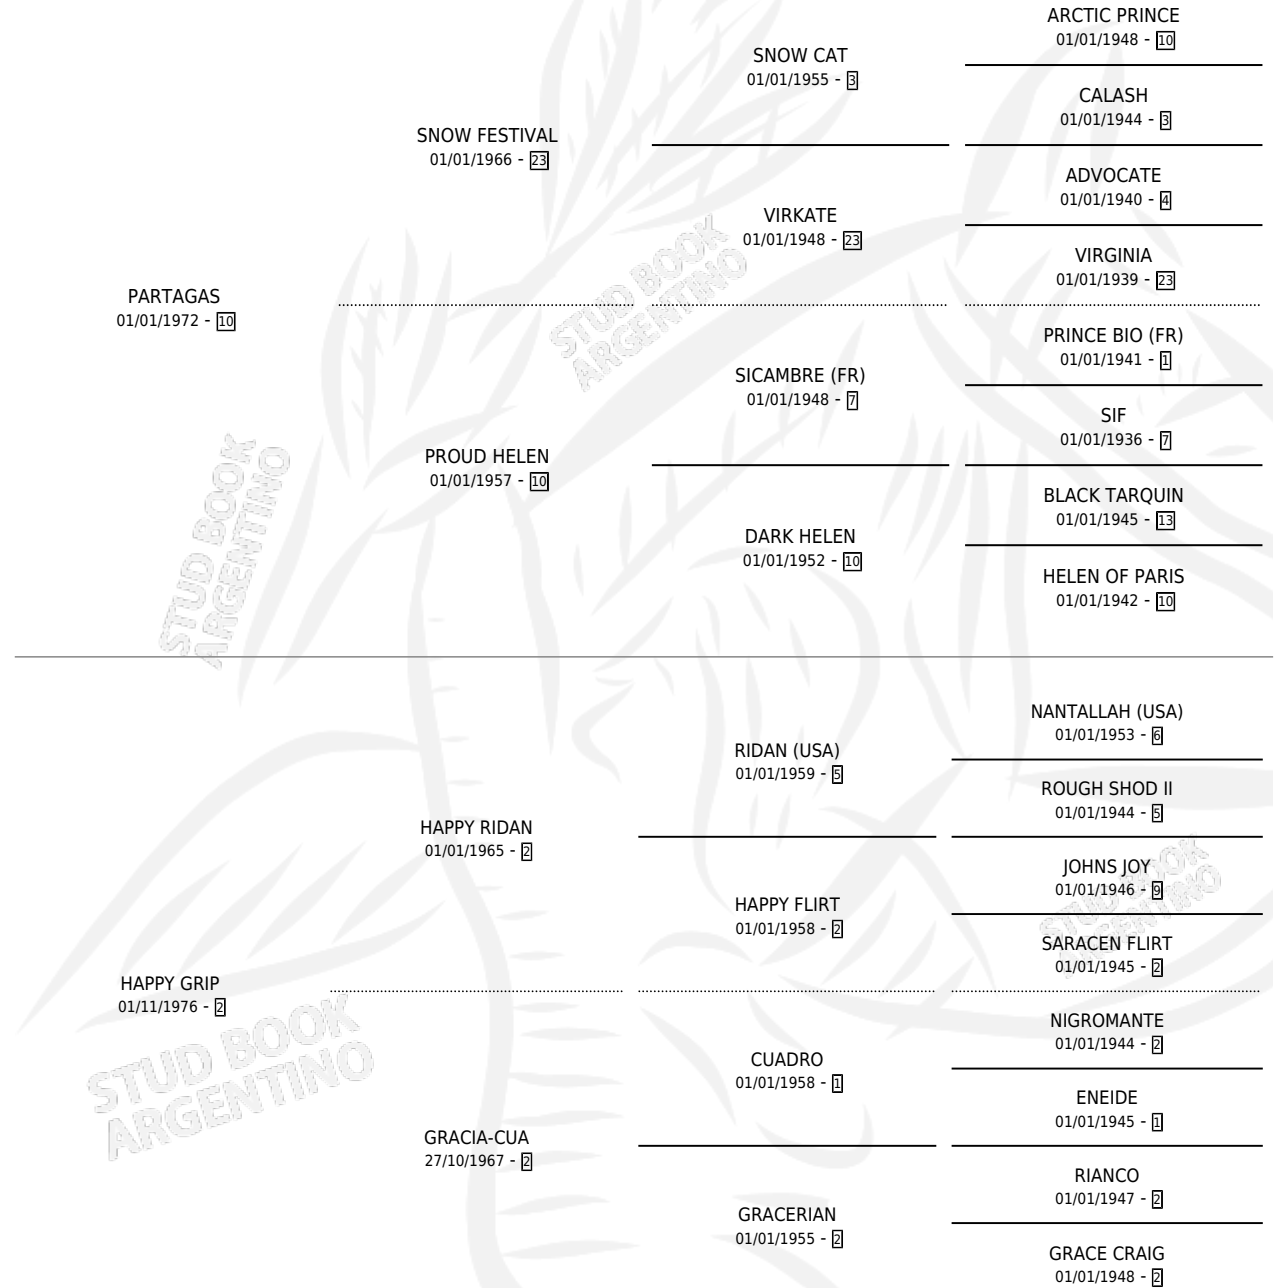 ARCTIC PRINCE
01/01/1948 - 10
SNOW CAT
01/01/1955 - 3
CALASH
01/01/1944 - 3
SNOW FESTIVAL
01/01/1966 - 23
ADVOCATE
01/01/1940 - 4
VIRKATE
01/01/1948 - 23
VIRGINIA
01/01/1939 - 23
STUD BOOK
ARGENTINO
PARTAGAS
01/01/1972 - 10
PRINCE BIO (FR)
01/01/1941 - 1
SICAMBRE (FR)
01/01/1948 - 7
SIF
01/01/1936 - 7
PROUD HELEN
01/01/1957 - 10
BLACK TARQUIN
01/01/1945 - 13
DARK HELEN
01/01/1952 - 10
HELEN OF PARIS
01/01/1942 - 10
STUD BOOK
ARGENTINO
NANTALLAH (USA)
01/01/1953 - 6
RIDAN (USA)
01/01/1959 - 5
ROUGH SHOD II
01/01/1944 - 5
HAPPY RIDAN
01/01/1965 - 2
JOHNS JOY
01/01/1946 - 9
HAPPY FLIRT
01/01/1958 - 2
SARACEN FLIRT
01/01/1945 - 2
STUD BOOK
ARGENTINO
HAPPY GRIP
01/11/1976 - 2
NIGROMANTE
01/01/1944 - 2
CUADRO
01/01/1958 - 1
ENEIDE
01/01/1945 - 1
STUD BOOK
ARGENTINO
GRACIA-CUA
27/10/1967 - 2
RIANCO
01/01/1947 - 2
GRACERIAN
01/01/1955 - 2
GRACE CRAIG
01/01/1948 - 2